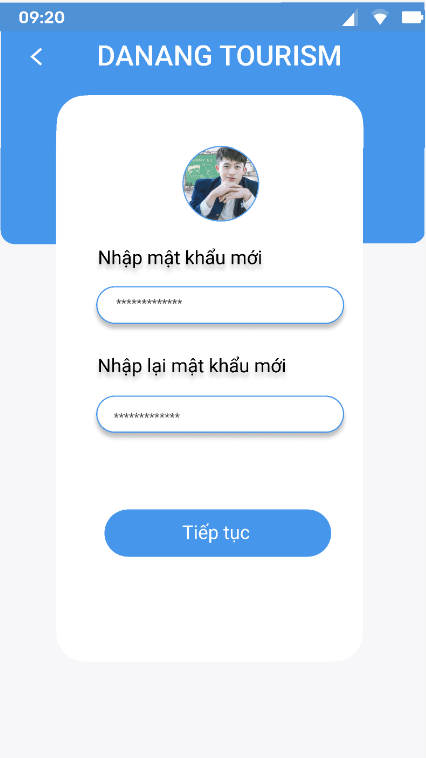 09:20
DANANG TOURISM
Nhập mật khẩu mới
*************
Nhập lại mật khẩu mới
*************
Tiếp tục